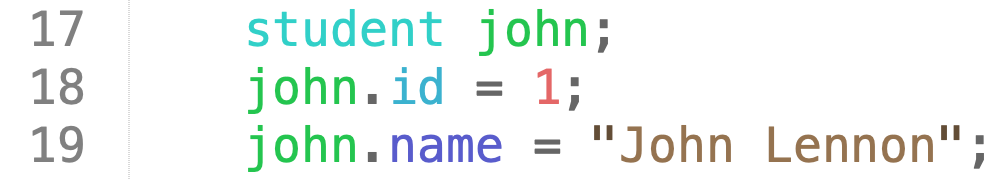 17 student john;
18 john.id = 1;
19 john.name = "John Lennon";